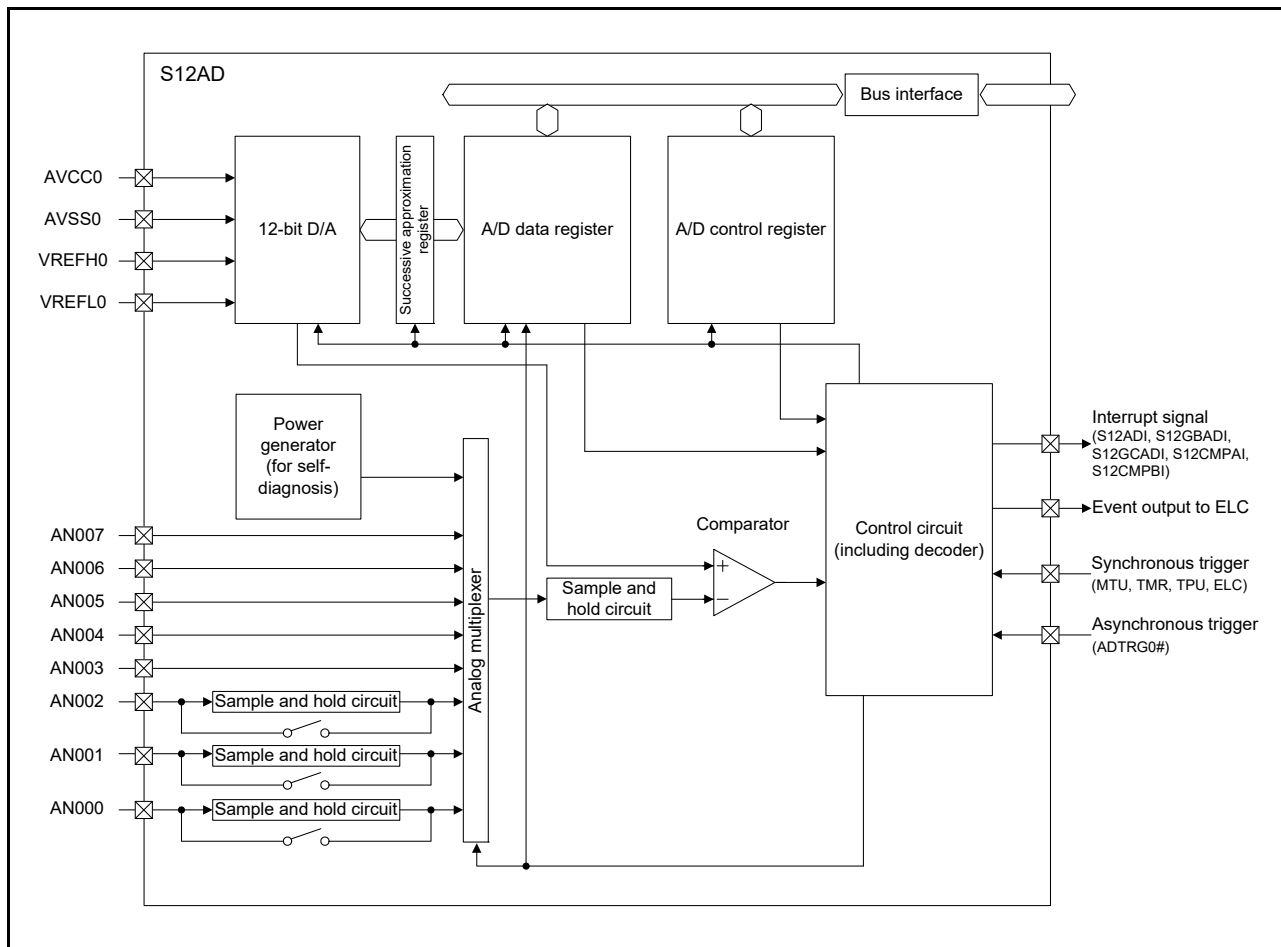 S12AD
Bus interface
AVCC0
AVSS0
VREFH0
VREFL0
12-bit D/A
Successive approximation
register
A/D data register
A/D control register
Power
generator
(for self-
diagnosis)
AN007
AN006
AN005
AN004
AN003
AN002
AN001
AN000
Sample and hold circuit
Sample and hold circuit
Sample and hold circuit
Analog multiplexer
Sample and
hold circuit
Comparator
+
−
Control circuit
(including decoder)
Interrupt signal
(S12ADI, S12GBADI,
S12GCADI, S12CMPAI,
S12CMPBI)
Event output to ELC
Synchronous trigger
(MTU, TMR, TPU, ELC)
Asynchronous trigger
(ADTRG0#)